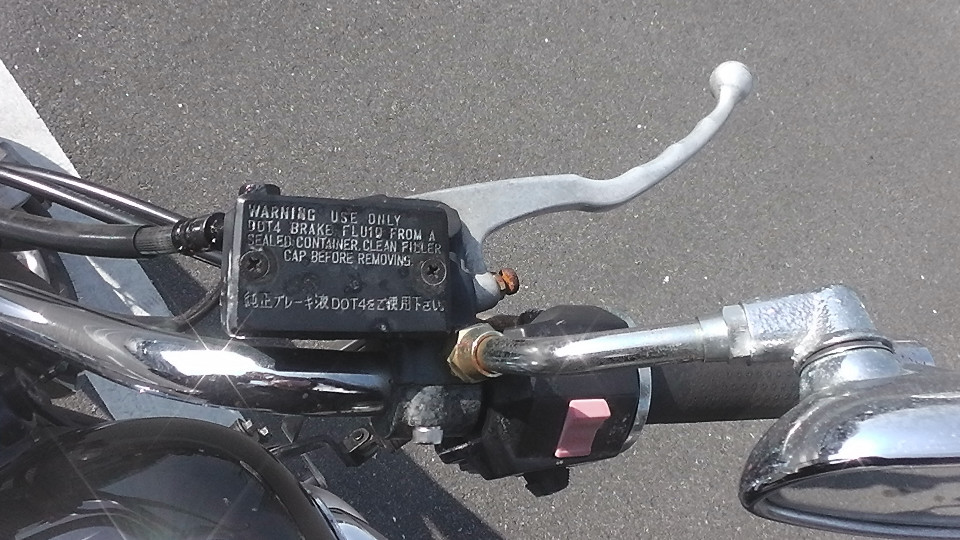 WARNING USE ONLY
DOT4 BRAKE FLUID FROM A
SEALED CONTAINER.CLEAN FILLER
CAP BEFORE REMOVING.
純正ブレーキ液DOT4をご使用下さい